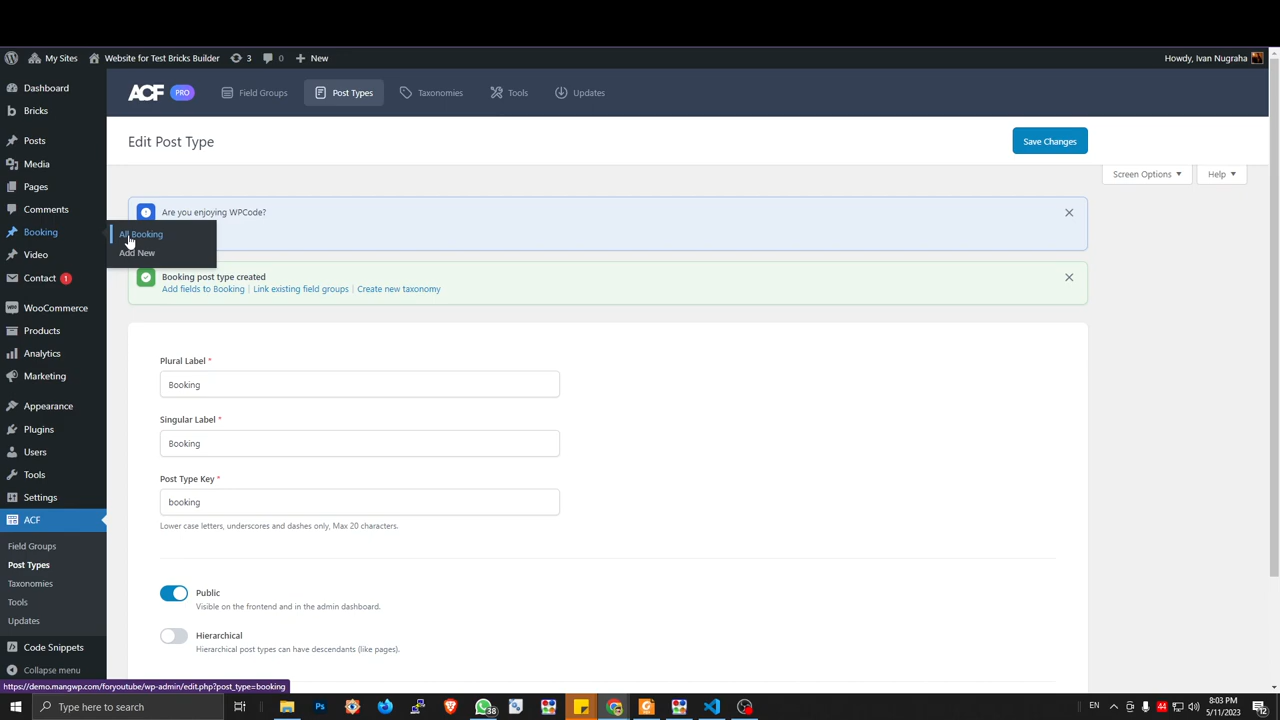 My Sites
Website for Test Bricks Builder
3
0
New
Howdy, Ivan Nugraha
Dashboard
Bricks
Posts
Media
Pages
Comments
Booking
Video
Contact 1
WooCommerce
Products
Analytics
Marketing
Appearance
Plugins
Users
Tools
Settings
ACF
Field Groups
Post Types
Taxonomies
Tools
Updates
Code Snippets
Collapse menu
All Booking
Add New
ACF PRO
Field Groups
Post Types
Taxonomies
Tools
Updates
Edit Post Type
Save Changes
Screen Options
Help
Are you enjoying WPCode?
Booking post type created
Add fields to Booking | Link existing field groups | Create new taxonomy
Plural Label *
Booking
Singular Label *
Booking
Post Type Key *
booking
Lower case letters, underscores and dashes only, Max 20 characters.
Public
Visible on the frontend and in the admin dashboard.
Hierarchical
Hierarchical post types can have descendants (like pages).
https://demo.mangwp.com/foryoutube/wp-admin/edit.php?post_type=booking
Type here to search
38
EN
44
8:03 PM
5/11/2023